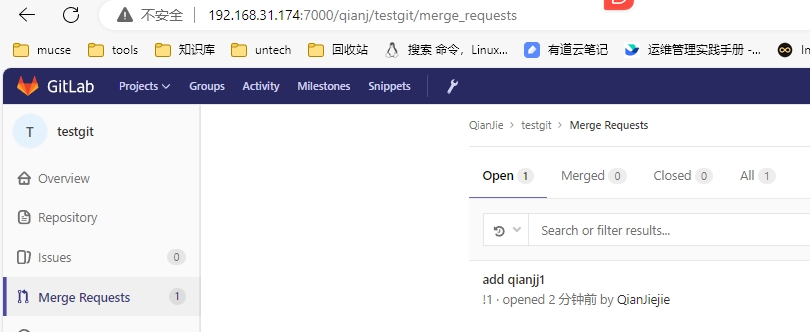 不安全 192.168.31.174:7000/qianj/testgit/merge_requests
mucse tools 知识库 untech 回收站 搜索 命令，Linux... 有道云笔记 运维管理实践手册 -... In
GitLab Projects Groups Activity Milestones Snippets
T testgit
QianJie > testgit > Merge Requests
Overview
Open 1 Merged 0 Closed 0 All 1
Repository
Search or filter results...
Issues 0
add qianjj1
Merge Requests 1
!1 · opened 2 分钟前 by QianJiejie